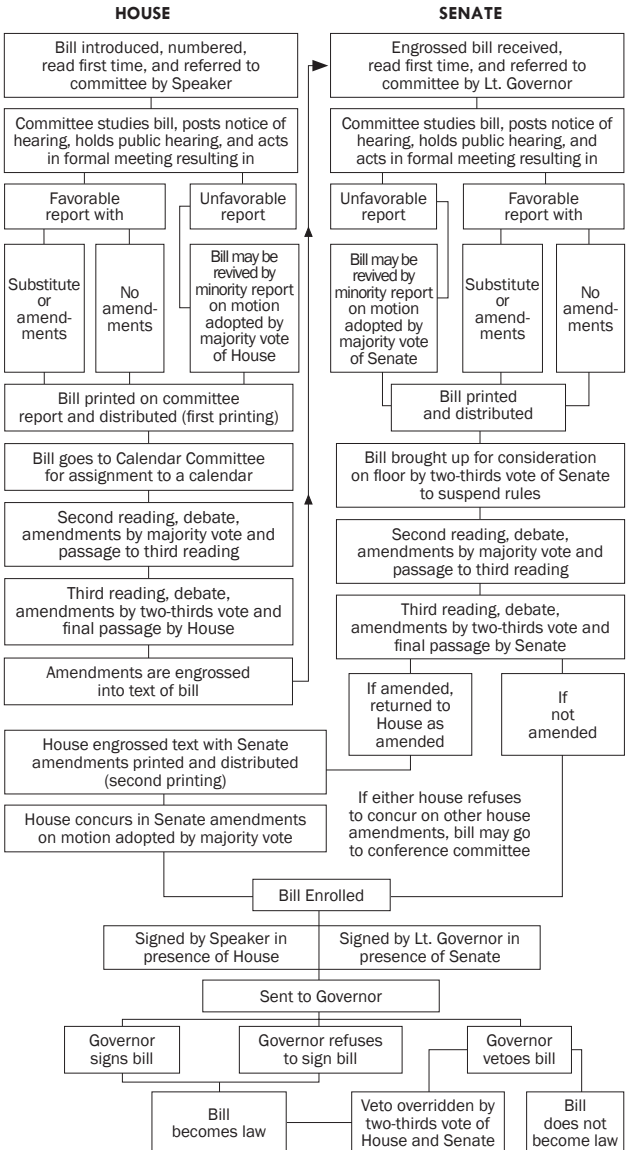 HOUSE
Bill introduced, numbered,
read first time, and referred to
committee by Speaker
Committee studies bill, posts notice of
hearing, holds public hearing, and acts
in formal meeting resulting in
Favorable
report with
Unfavorable
report
Substitute
or
amend-
ments
No
amend-
ments
Bill may be
revived by
minority report
on motion
adopted by
majority vote
of House
Bill printed on committee
report and distributed (first printing)
Bill goes to Calendar Committee
for assignment to a calendar
Second reading, debate,
amendments by majority vote and
passage to third reading
Third reading, debate,
amendments by two-thirds vote and
final passage by House
Amendments are engrossed
into text of bill
SENATE
Engrossed bill received,
read first time, and referred to
committee by Lt. Governor
Committee studies bill, posts notice of
hearing, holds public hearing, and
acts in formal meeting resulting in
Unfavorable
report
Favorable
report with
Bill may be
revived by
minority report
on motion
adopted by
majority vote
of Senate
Substitute
or
amend-
ments
No
amend-
ments
Bill printed
and distributed
Bill brought up for consideration
on floor by two-thirds vote of Senate
to suspend rules
Second reading, debate,
amendments by majority vote and
passage to third reading
Third reading, debate,
amendments by two-thirds vote and
final passage by Senate
If amended,
returned to
House as
amended
If
not
amended
House engrossed text with Senate
amendments printed and distributed
(second printing)
House concurs in Senate amendments
on motion adopted by majority vote
If either house refuses
to concur on other house
amendments, bill may go
to conference committee
Bill Enrolled
Signed by Speaker in
presence of House
Signed by Lt. Governor in
presence of Senate
Sent to Governor
Governor
signs bill
Governor refuses
to sign bill
Governor
vetoes bill
Bill
becomes law
Veto overridden by
two-thirds vote of
House and Senate
Bill
does not
become law